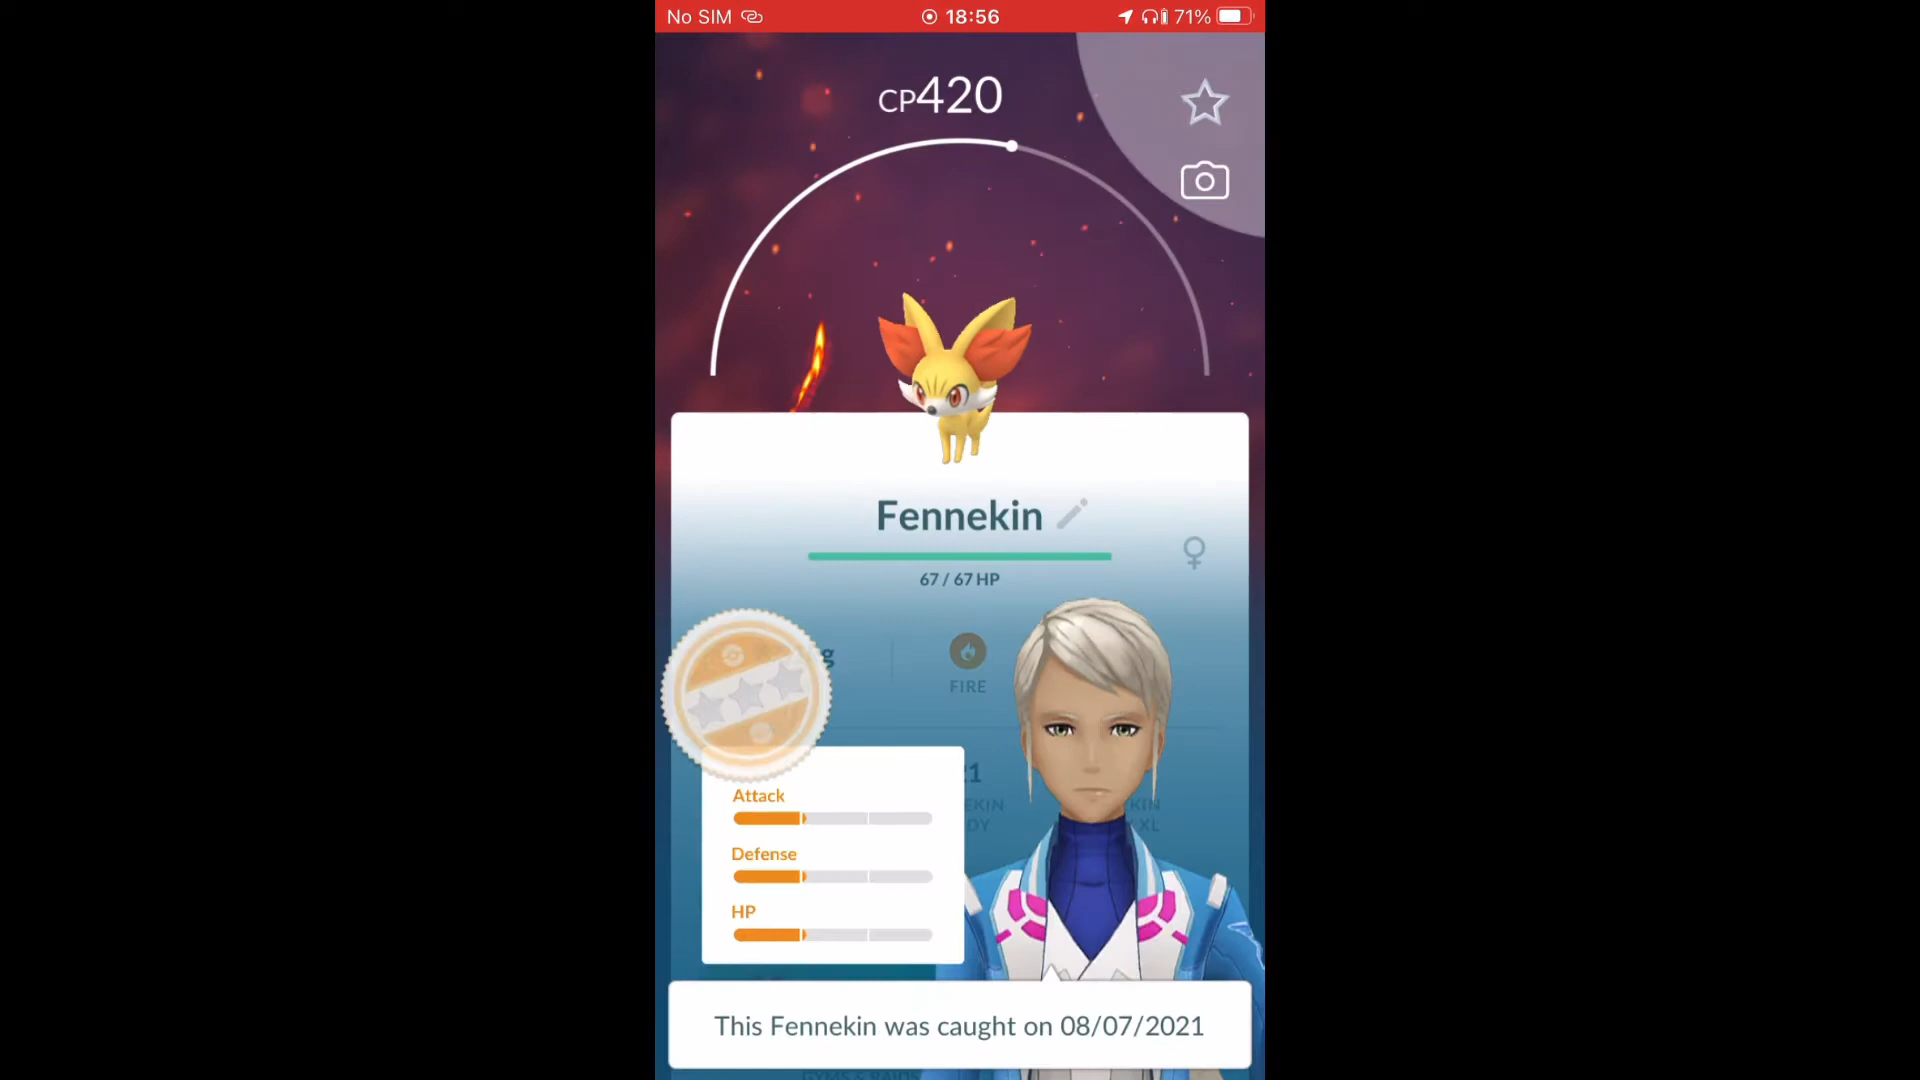 No SIM 18:56 71%
CP420
Fennekin
67 / 67 HP
g
FIRE
Attack
Defense
HP
This Fennekin was caught on 08/07/2021